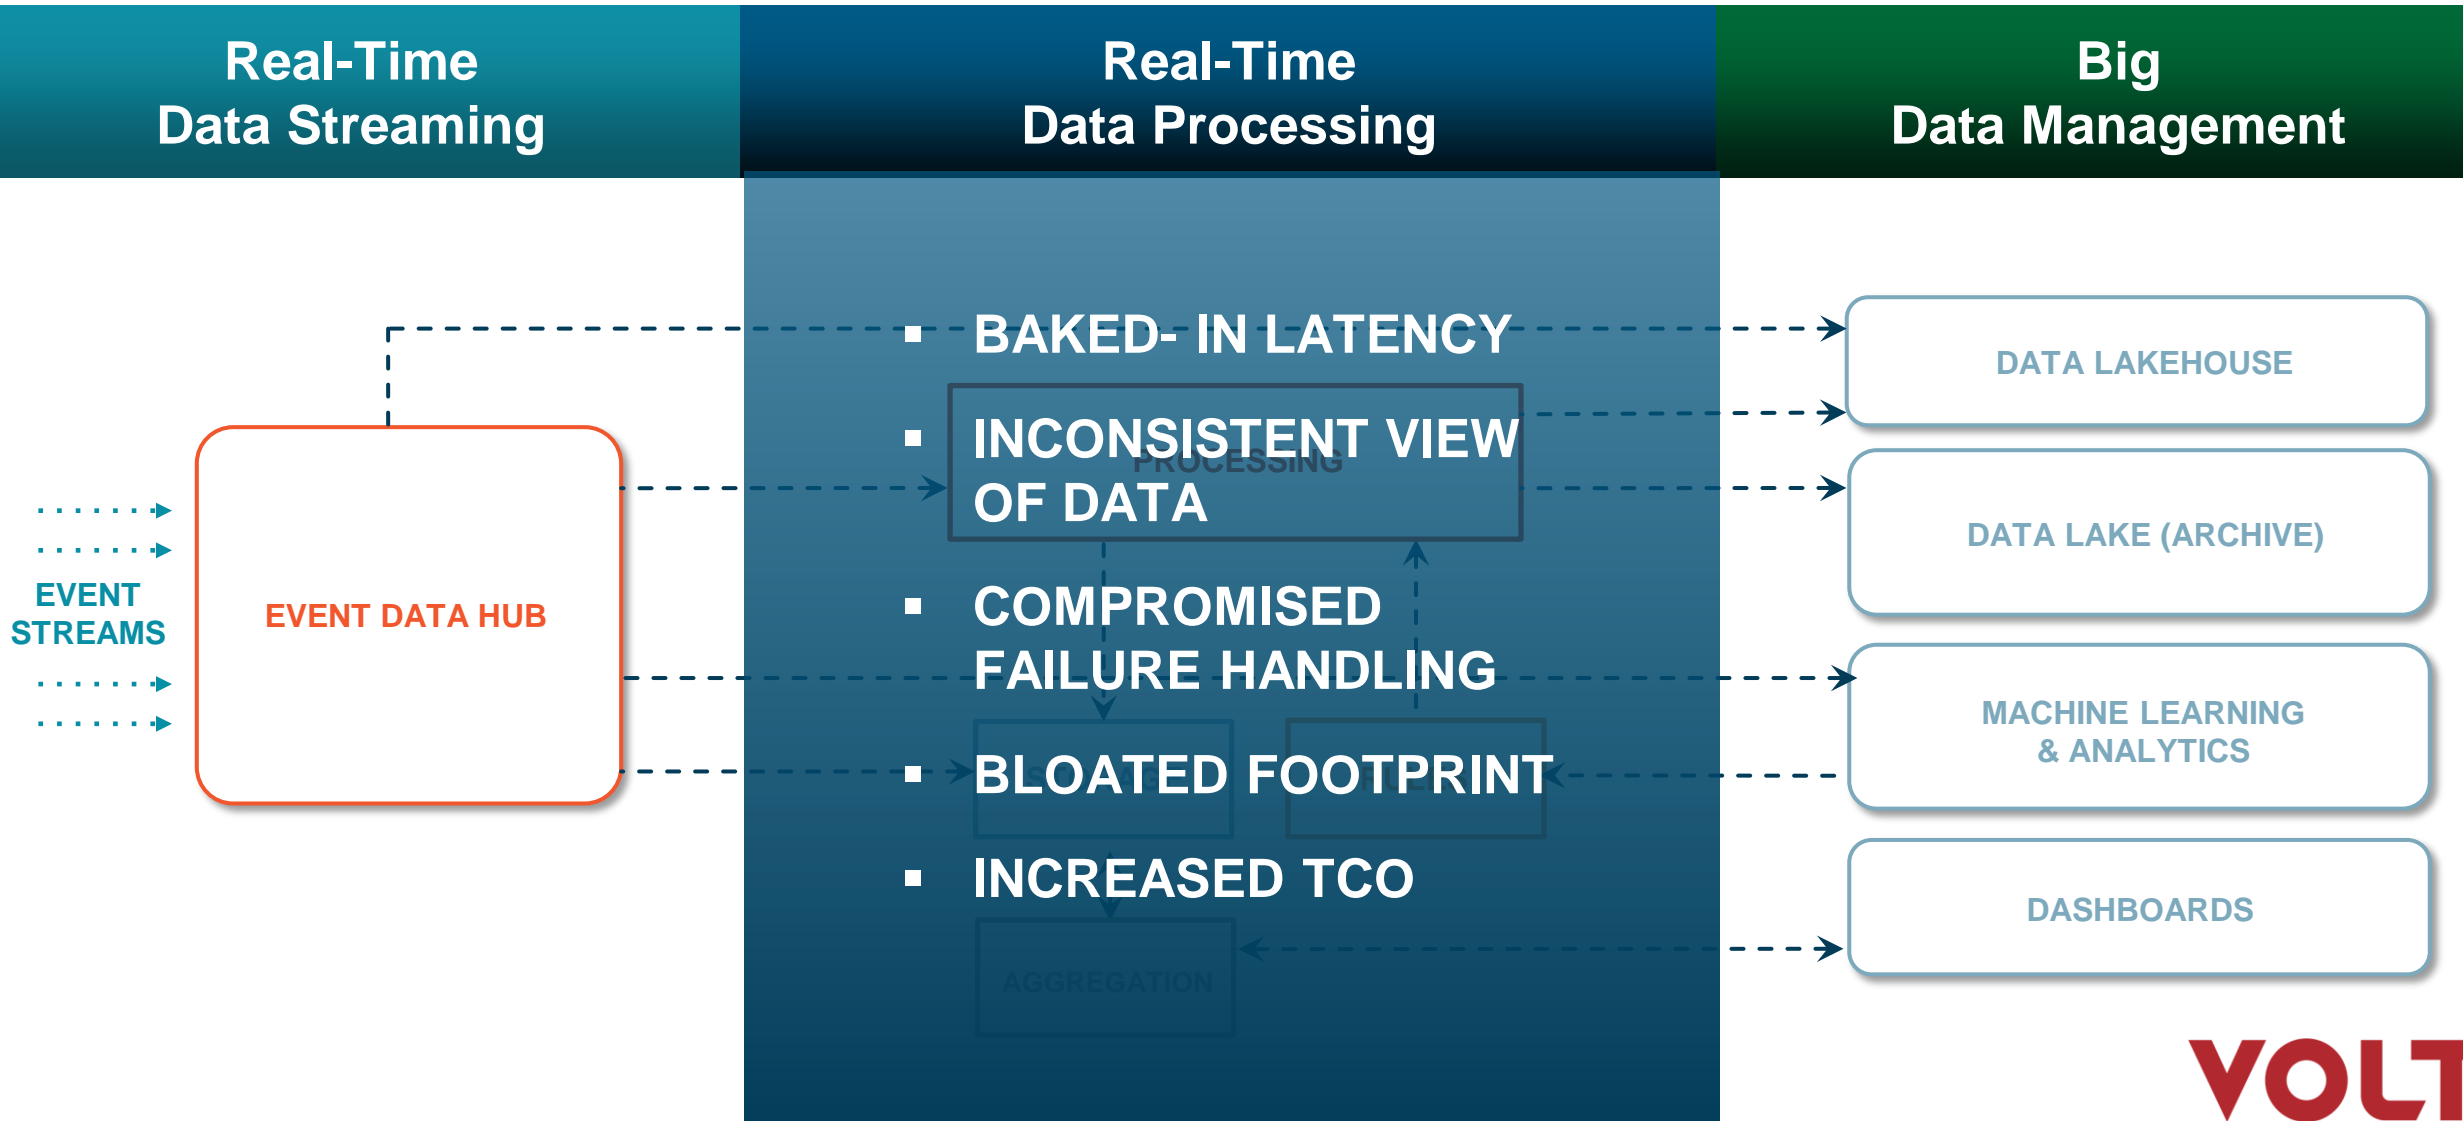 Real-Time
Data Streaming
Real-Time
Data Processing
Big
Data Management
EVENT
STREAMS
EVENT DATA HUB
▪ BAKED- IN LATENCY
▪ INCONSISTENT VIEW
OF DATA
▪ COMPROMISED
FAILURE HANDLING
▪ BLOATED FOOTPRINT
▪ INCREASED TCO
PROCESSING
AGGREGATION
DATA LAKEHOUSE
DATA LAKE (ARCHIVE)
MACHINE LEARNING
& ANALYTICS
DASHBOARDS
VOLT